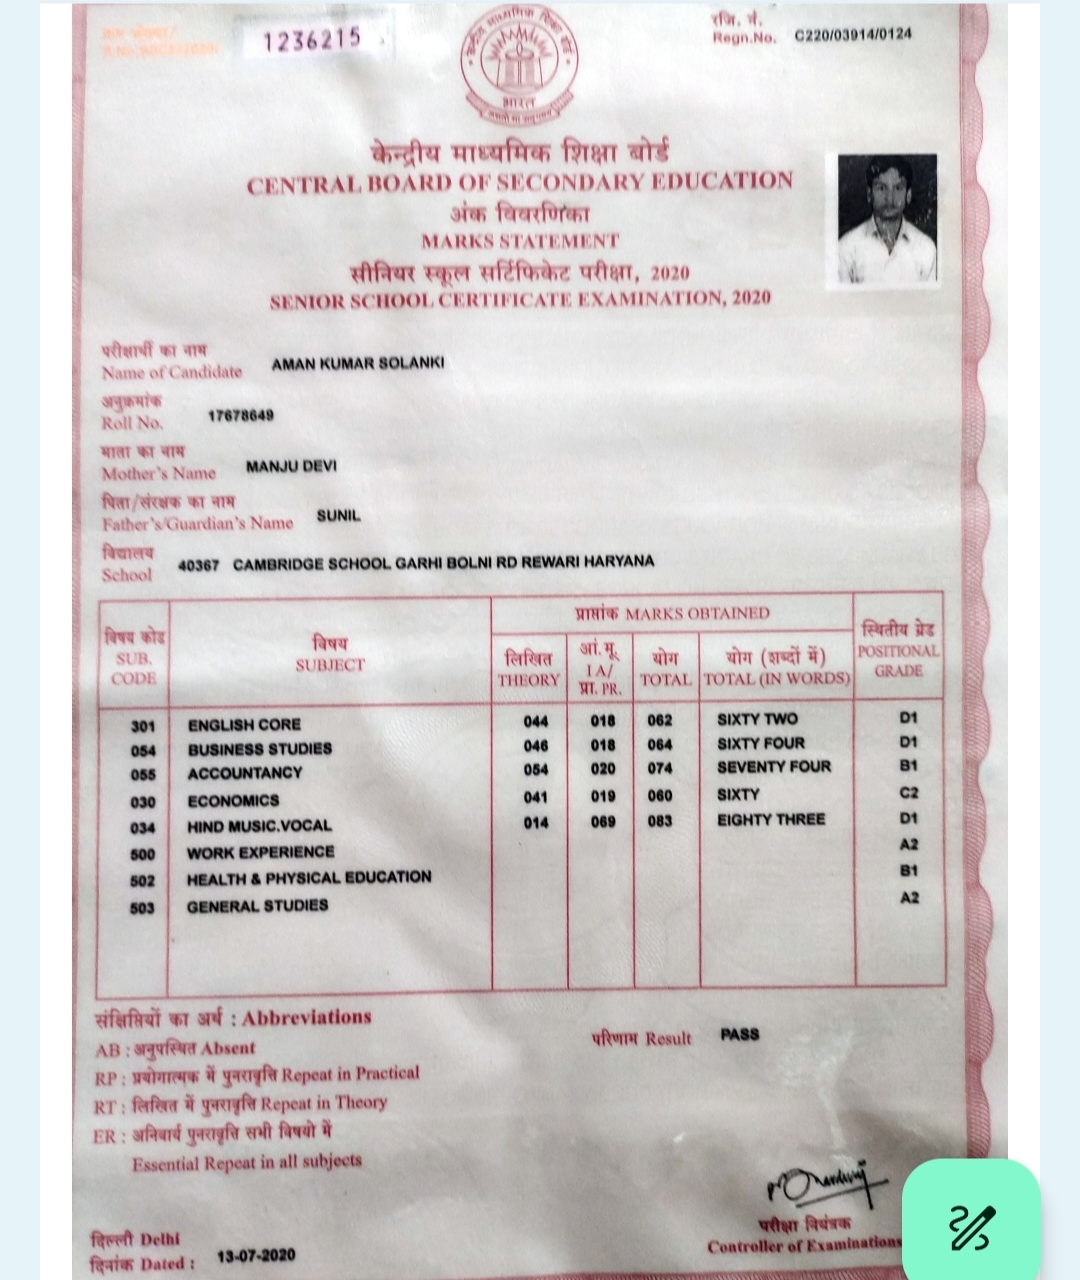 1236215
रजि. नं.
Regn.No. C220/03914/0124
भारत
केन्द्रीय माध्यमिक शिक्षा बोर्ड
CENTRAL BOARD OF SECONDARY EDUCATION
अंक विवरणिका
MARKS STATEMENT
सीनियर स्कूल सर्टिफिकेट परीक्षा, 2020
SENIOR SCHOOL CERTIFICATE EXAMINATION, 2020
परीक्षार्थी का नाम
Name of Candidate AMAN KUMAR SOLANKI
अनुक्रमांक
Roll No. 17678649
माता का नाम
Mother's Name MANJU DEVI
पिता/संरक्षक का नाम
Father's/Guardian's Name SUNIL
विद्यालय
School 40367 CAMBRIDGE SCHOOL GARHI BOLNI RD REWARI HARYANA
विषय कोड SUB. CODE
विषय SUBJECT
प्राप्तांक MARKS OBTAINED
लिखित THEORY
आं.मू. IA/ प्रा. PR.
योग TOTAL
योग (शब्दों में) TOTAL (IN WORDS)
स्थितीय ग्रेड POSITIONAL GRADE
301 ENGLISH CORE 044 018 062 SIXTY TWO D1
054 BUSINESS STUDIES 046 018 064 SIXTY FOUR D1
055 ACCOUNTANCY 054 020 074 SEVENTY FOUR B1
030 ECONOMICS 041 019 060 SIXTY C2
034 HIND MUSIC.VOCAL 014 069 083 EIGHTY THREE D1
500 WORK EXPERIENCE A2
502 HEALTH & PHYSICAL EDUCATION B1
503 GENERAL STUDIES A2
संक्षिप्तियों का अर्थ : Abbreviations
परिणाम Result PASS
AB : अनुपस्थित Absent
RP : प्रयोगात्मक में पुनरावृत्ति Repeat in Practical
RT : लिखित में पुनरावृत्ति Repeat in Theory
ER : अनिवार्य पुनरावृत्ति सभी विषयो में
Essential Repeat in all subjects
दिल्ली Delhi
दिनांक Dated : 13-07-2020
परीक्षा नियंत्रक
Controller of Examinations